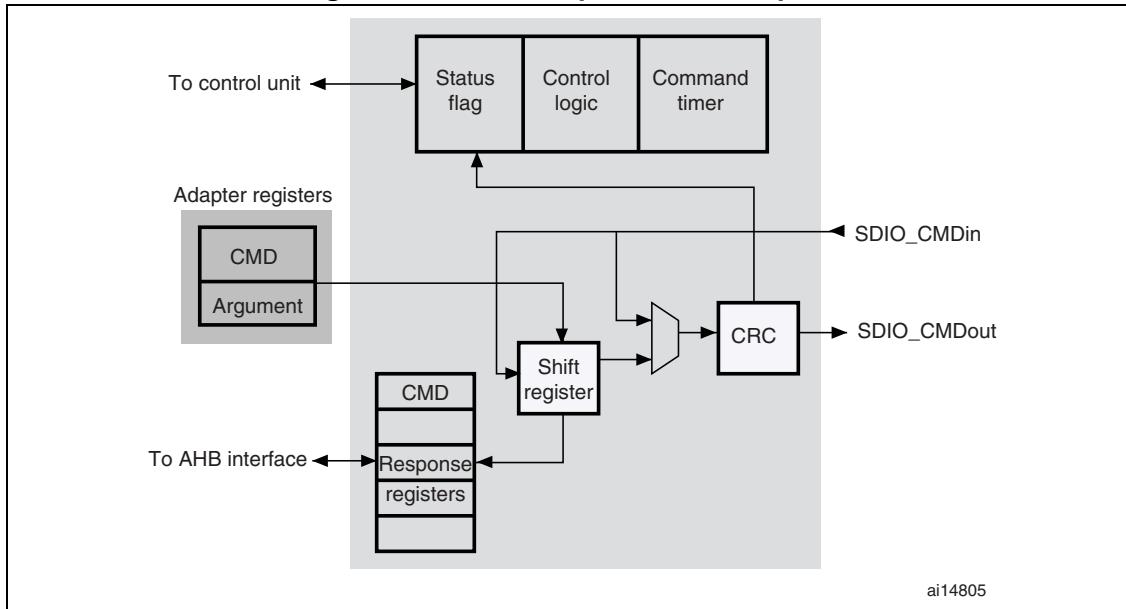 To control unit
Status
flag
Control
logic
Command
timer
Adapter registers
CMD
Argument
SDIO_CMDin
SDIO_CMDout
CRC
Shift
register
CMD
To AHB interface
Response
registers
ai14805